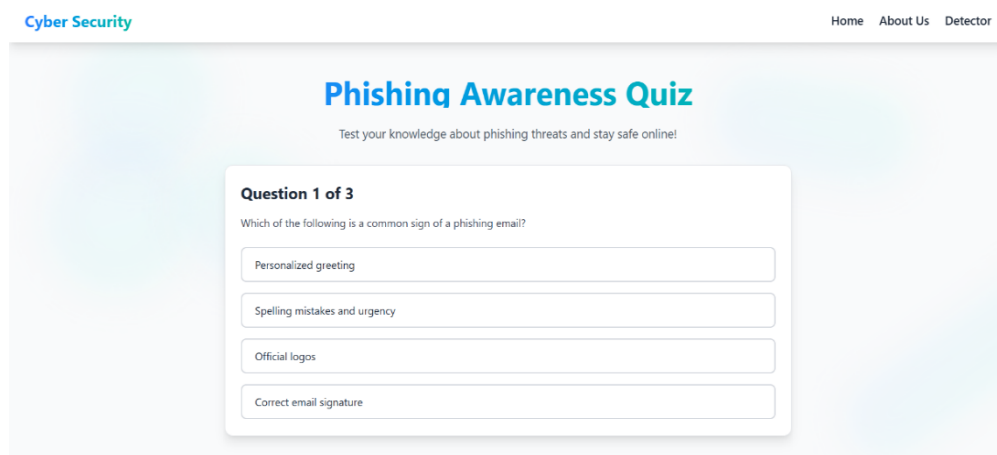 Cyber Security
Home About Us Detector
Phishing Awareness Quiz
Test your knowledge about phishing threats and stay safe online!
Question 1 of 3
Which of the following is a common sign of a phishing email?
Personalized greeting
Spelling mistakes and urgency
Official logos
Correct email signature